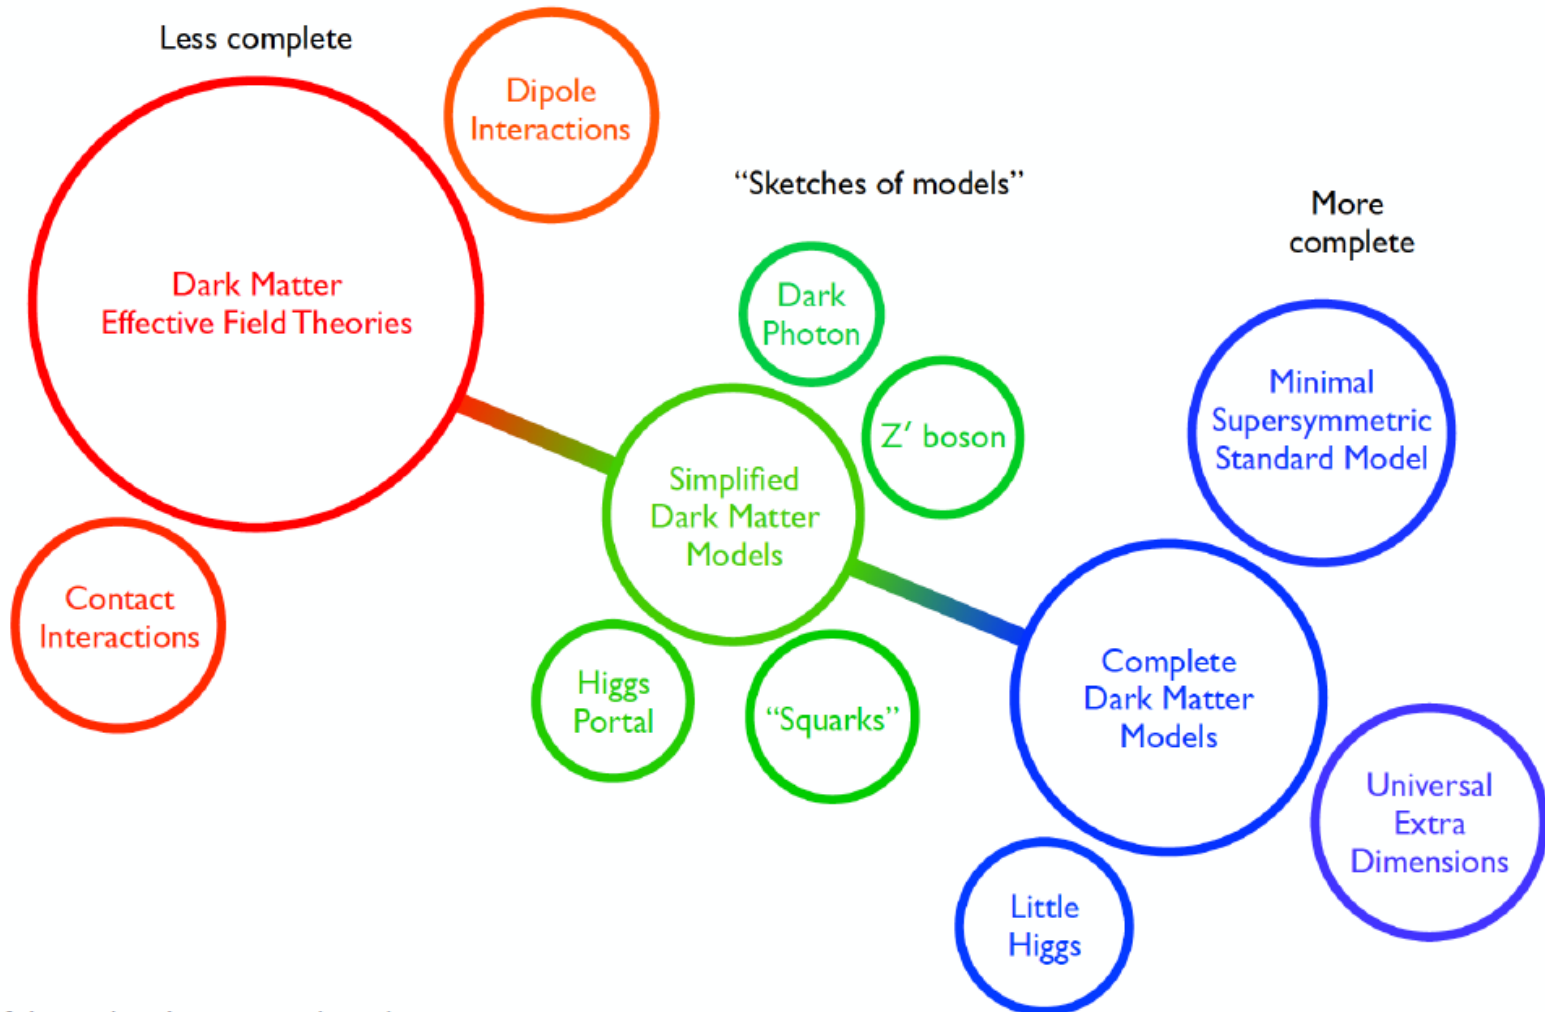 Less complete
Dipole
Interactions
“Sketches of models”
More
complete
Dark Matter
Effective Field Theories
Dark
Photon
Z′ boson
Minimal
Supersymmetric
Standard Model
Simplified
Dark Matter
Models
Contact
Interactions
Higgs
Portal
“Squarks”
Complete
Dark Matter
Models
Universal
Extra
Dimensions
Little
Higgs